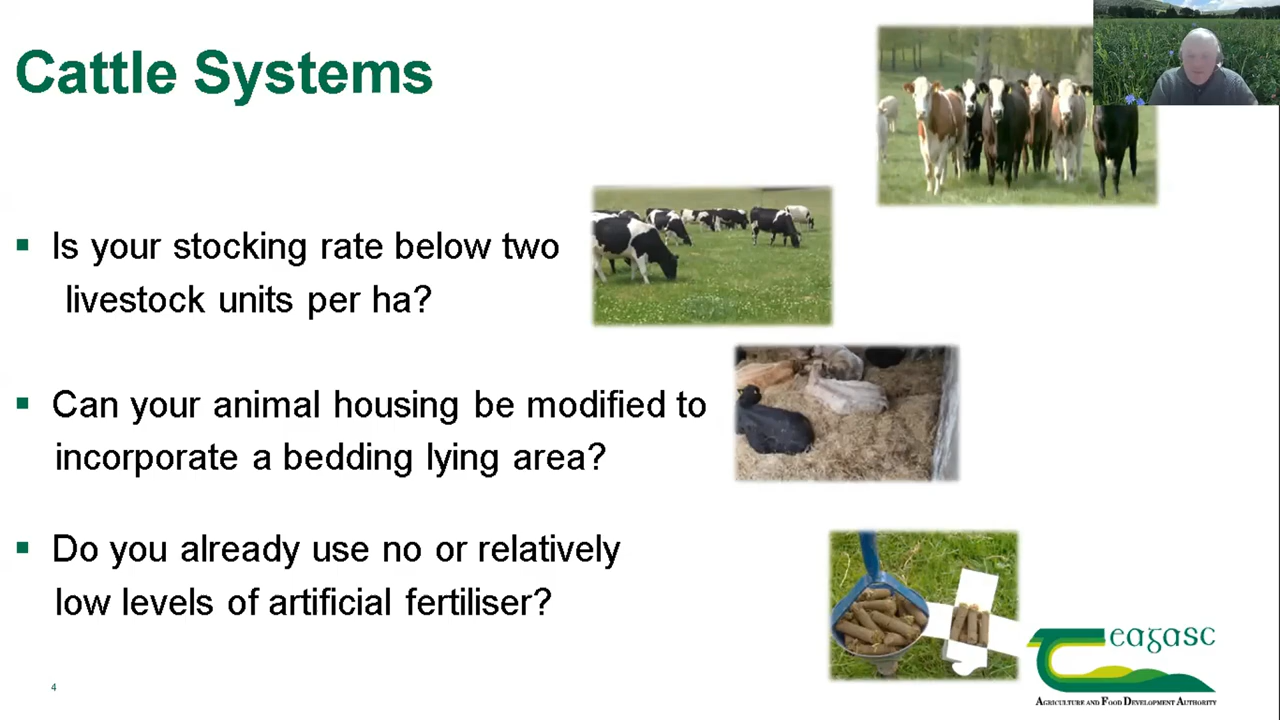 Cattle Systems
▪ Is your stocking rate below two
livestock units per ha?
▪ Can your animal housing be modified to
incorporate a bedding lying area?
▪ Do you already use no or relatively
low levels of artificial fertiliser?
4
eagasc
AGRICULTURE AND FOOD DEVELOPMENT AUTHORITY